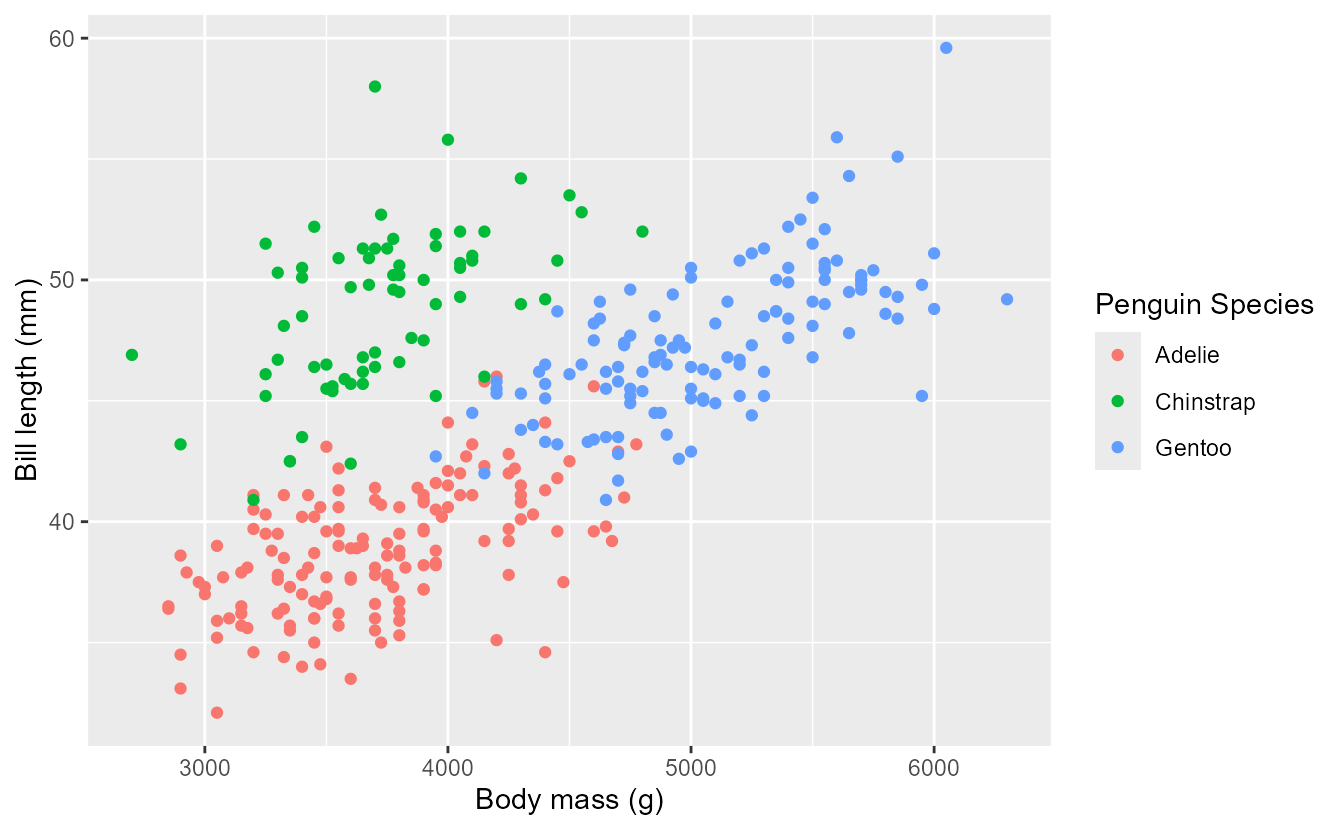 60
50
40
Bill length (mm)
3000 4000 5000 6000
Body mass (g)
Penguin Species
Adelie
Chinstrap
Gentoo